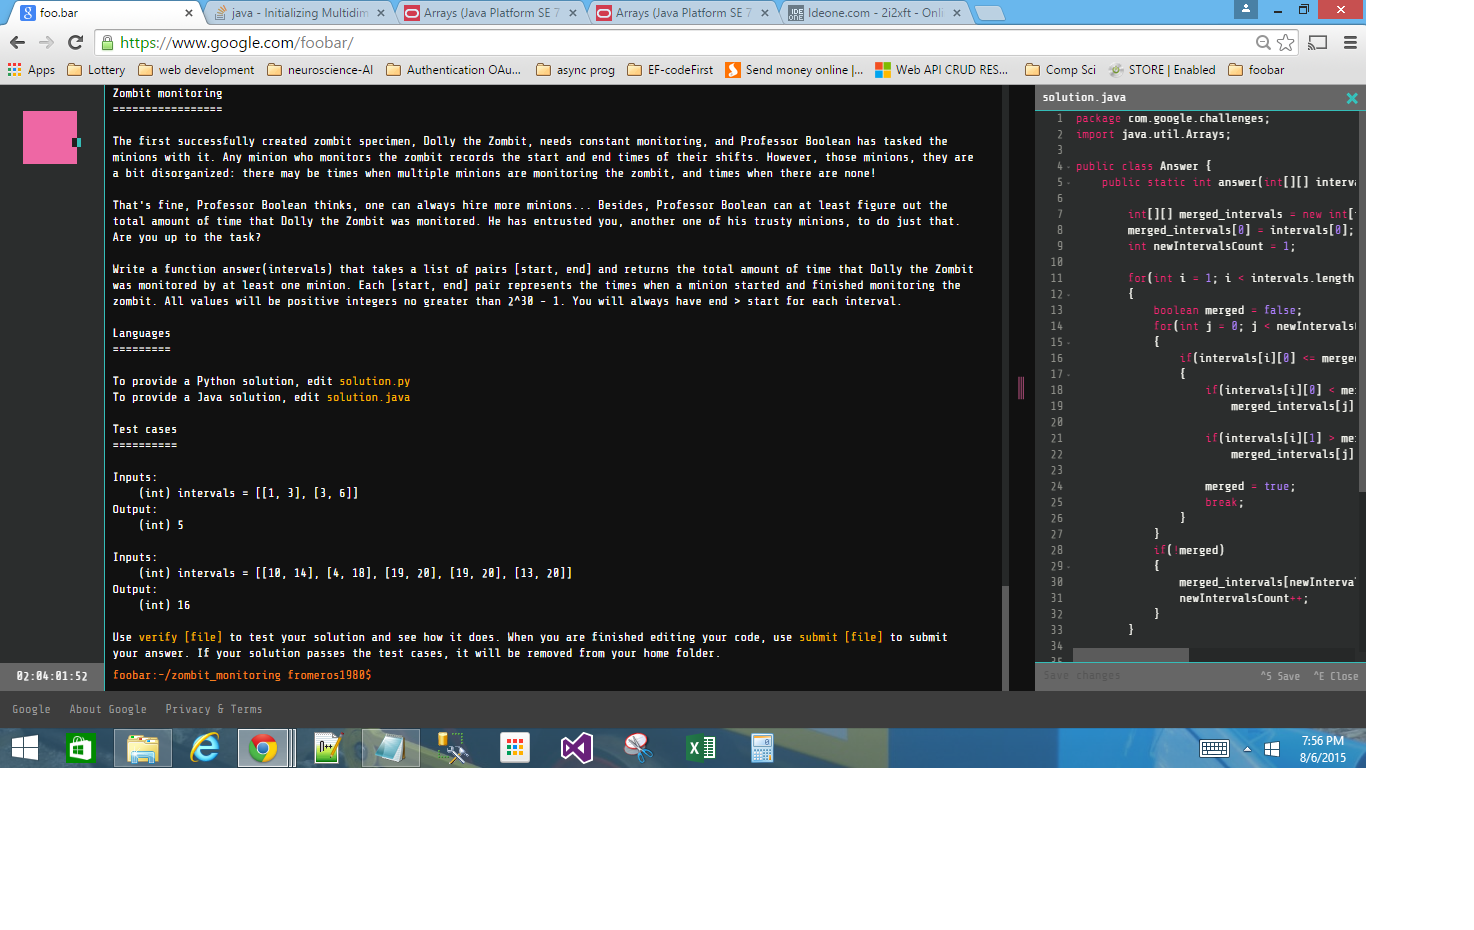 foo.bar
java - Initializing Multidim
Arrays (Java Platform SE 7
Arrays (Java Platform SE 7
Ideone.com - 2i2xft - Onli
https://www.google.com/foobar/
Apps
Lottery
web development
neuroscience-AI
Authentication OAu...
async prog
EF-codeFirst
Send money online |...
Web API CRUD RES...
Comp Sci
STORE | Enabled
foobar
Zombit monitoring
=================
The first successfully created zombit specimen, Dolly the Zombit, needs constant monitoring, and Professor Boolean has tasked the
minions with it. Any minion who monitors the zombit records the start and end times of their shifts. However, those minions, they are
a bit disorganized: there may be times when multiple minions are monitoring the zombit, and times when there are none!
That's fine, Professor Boolean thinks, one can always hire more minions... Besides, Professor Boolean can at least figure out the
total amount of time that Dolly the Zombit was monitored. He has entrusted you, another one of his trusty minions, to do just that.
Are you up to the task?
Write a function answer(intervals) that takes a list of pairs [start, end] and returns the total amount of time that Dolly the Zombit
was monitored by at least one minion. Each [start, end] pair represents the times when a minion started and finished monitoring the
zombit. All values will be positive integers no greater than 2^30 - 1. You will always have end > start for each interval.
Languages
=========
To provide a Python solution, edit solution.py
To provide a Java solution, edit solution.java
Test cases
==========
Inputs:
(int) intervals = [[1, 3], [3, 6]]
Output:
(int) 5
Inputs:
(int) intervals = [[10, 14], [4, 18], [19, 20], [19, 20], [13, 20]]
Output:
(int) 16
Use verify [file] to test your solution and see how it does. When you are finished editing your code, use submit [file] to submit
your answer. If your solution passes the test cases, it will be removed from your home folder.
02:04:01:52
foobar:~/zombit_monitoring fromeros1980$
solution.java
1 package com.google.challenges;
2 import java.util.Arrays;
3
4 public class Answer {
5 public static int answer(int[][] interv
6
7 int[][] merged_intervals = new int[
8 merged_intervals[0] = intervals[0];
9 int newIntervalsCount = 1;
10
11 for(int i = 1; i < intervals.length
12 {
13 boolean merged = false;
14 for(int j = 0; j < newIntervals
15 {
16 if(intervals[i][0] <= merge
17 {
18 if(intervals[i][0] < me
19 merged_intervals[j]
20
21 if(intervals[i][1] > me
22 merged_intervals[j]
23
24 merged = true;
25 break;
26 }
27 }
28 if(!merged)
29 {
30 merged_intervals[newInterva
31 newIntervalsCount++;
32 }
33 }
34
35
Save changes
^S Save ^E Close
Google About Google Privacy & Terms
7:56 PM
8/6/2015